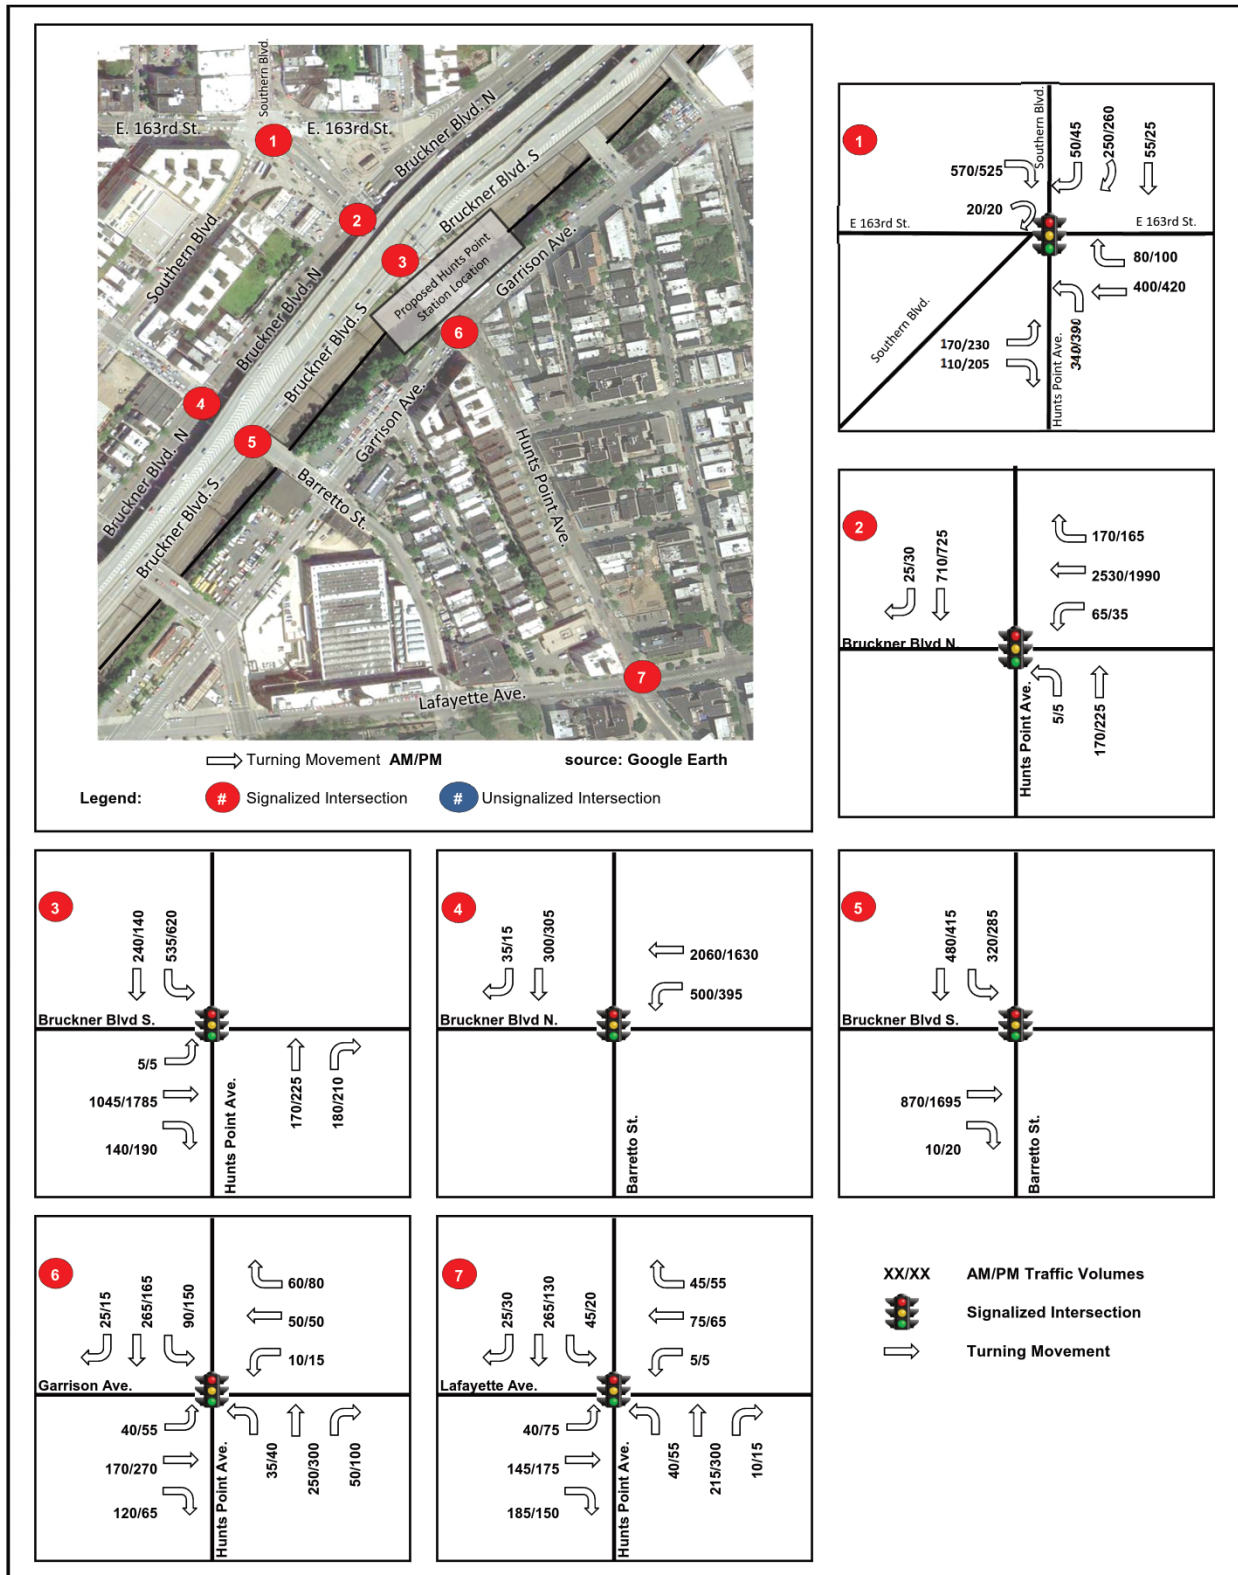 Southern Blvd.
E. 163rd St.
E. 163rd St.
1
Bruckner Blvd. N
Bruckner Blvd. S
2
3
Southern Blvd.
Proposed Hunts Point
Station Location
Garrison Ave.
Bruckner Blvd. N
Bruckner Blvd. S
6
4
5
Garrison Ave.
Hunts Point Ave.
Bruckner Blvd. N
Bruckner Blvd. S
Barretto St.
7
Lafayette Ave.
Turning Movement AM/PM
source: Google Earth
Legend:
# Signalized Intersection
# Unsignalized Intersection
1
Southern Blvd.
570/525
50/45
250/260
55/25
20/20
E 163rd St.
E 163rd St.
80/100
400/420
Southern Blvd.
170/230
110/205
Hunts Point Ave.
340/390
2
25/30
710/725
170/165
2530/1990
65/35
Bruckner Blvd N.
Hunts Point Ave.
5/5
170/225
3
240/140
535/620
Bruckner Blvd S.
5/5
1045/1785
140/190
Hunts Point Ave.
170/225
180/210
4
35/15
300/305
2060/1630
500/395
Bruckner Blvd N.
Barretto St.
5
480/415
320/285
Bruckner Blvd S.
870/1695
10/20
Barretto St.
6
25/15
265/165
90/150
60/80
50/50
10/15
Garrison Ave.
40/55
170/270
120/65
Hunts Point Ave.
35/40
250/300
50/100
7
25/30
265/130
45/20
45/55
75/65
5/5
Lafayette Ave.
40/75
145/175
185/150
Hunts Point Ave.
40/55
215/300
10/15
XX/XX AM/PM Traffic Volumes
Signalized Intersection
Turning Movement